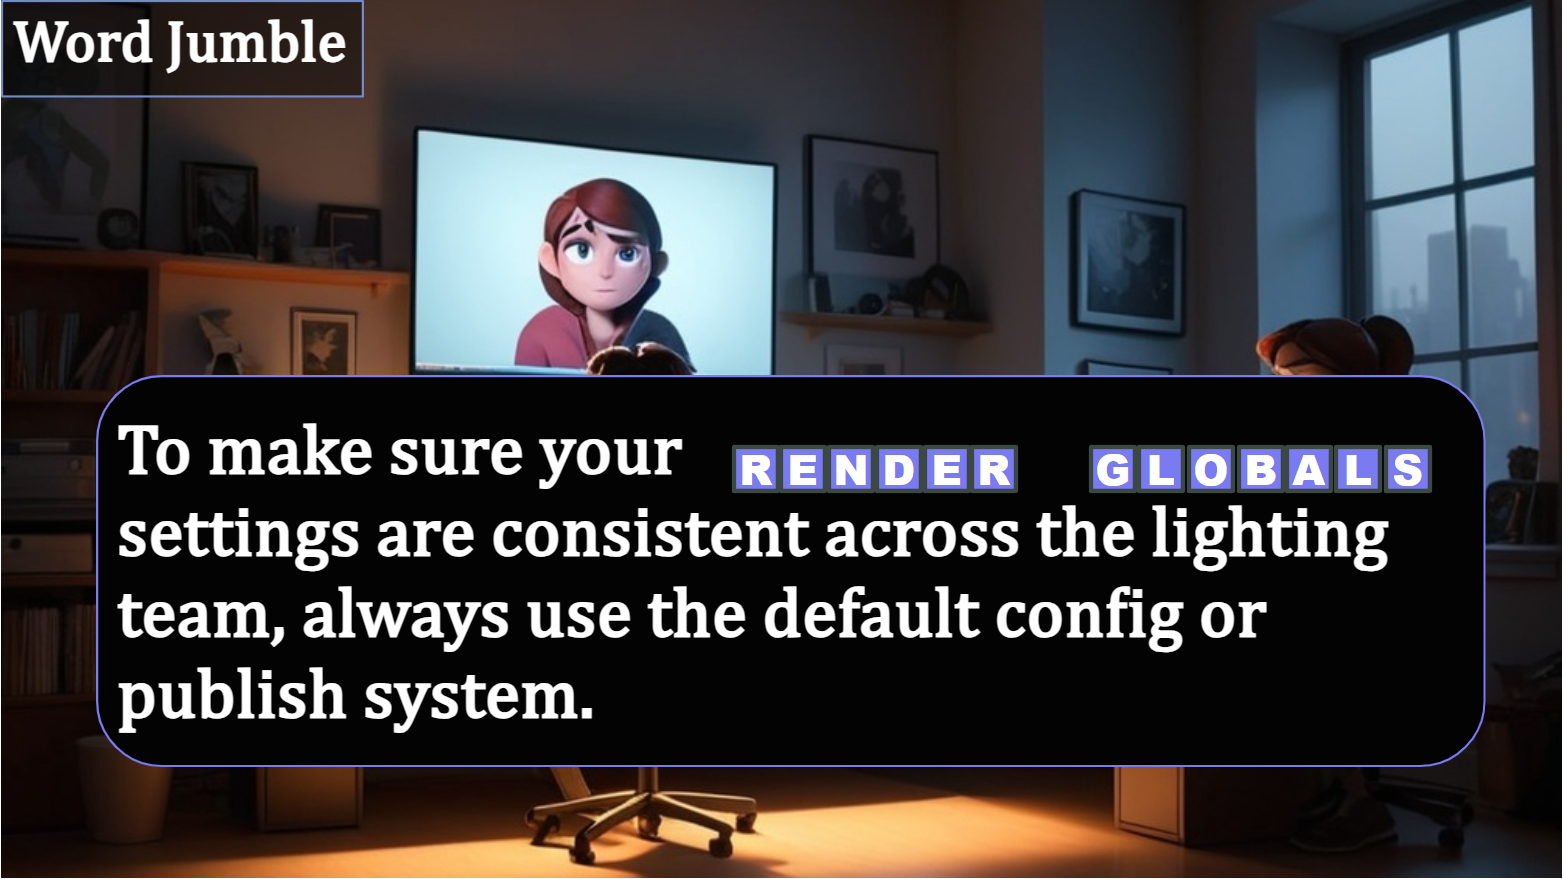 Word Jumble
To make sure your RENDER GLOBALS
settings are consistent across the lighting
team, always use the default config or
publish system.